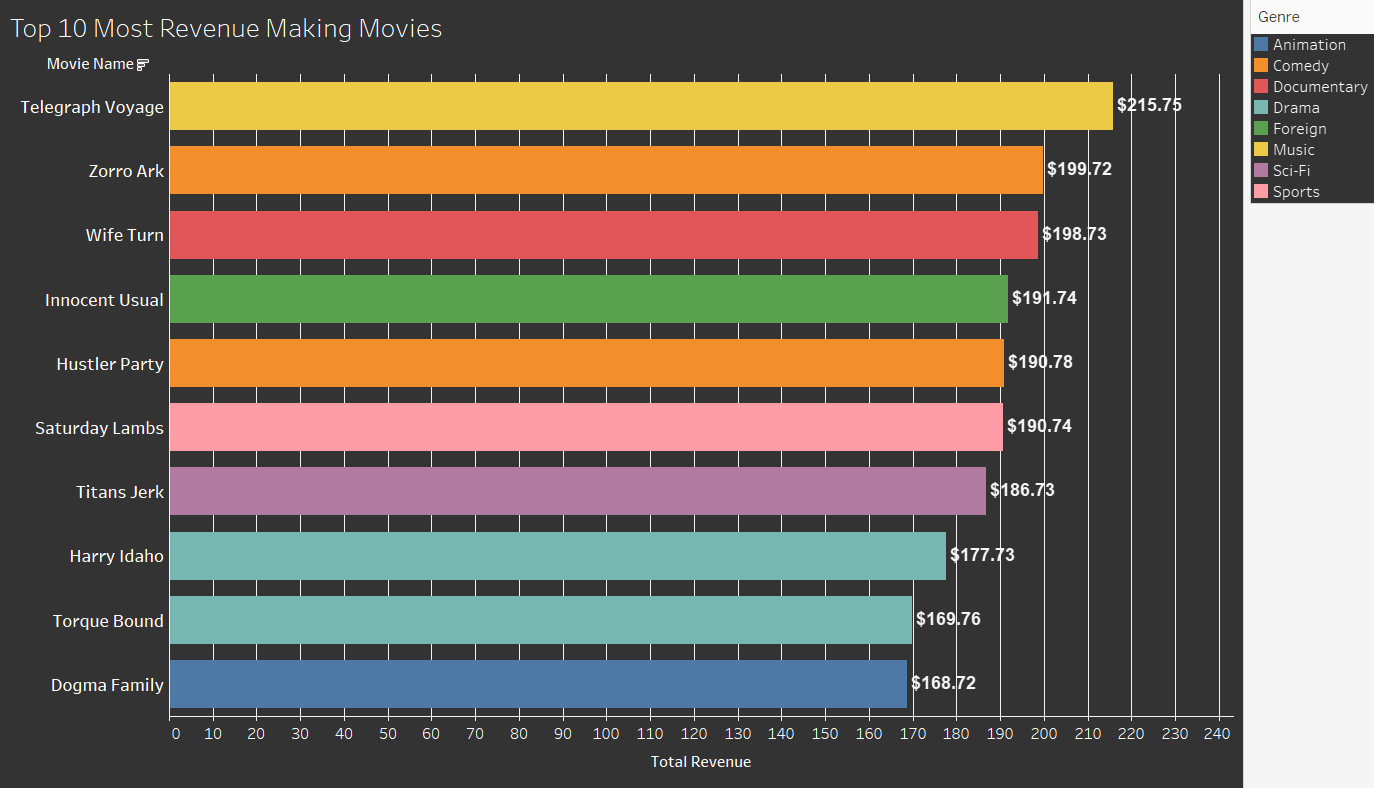 Top 10 Most Revenue Making Movies
Movie Name
Telegraph Voyage $215.75
Zorro Ark $199.72
Wife Turn $198.73
Innocent Usual $191.74
Hustler Party $190.78
Saturday Lambs $190.74
Titans Jerk $186.73
Harry Idaho $177.73
Torque Bound $169.76
Dogma Family $168.72
0 10 20 30 40 50 60 70 80 90 100 110 120 130 140 150 160 170 180 190 200 210 220 230 240
Total Revenue
Genre
Animation
Comedy
Documentary
Drama
Foreign
Music
Sci-Fi
Sports